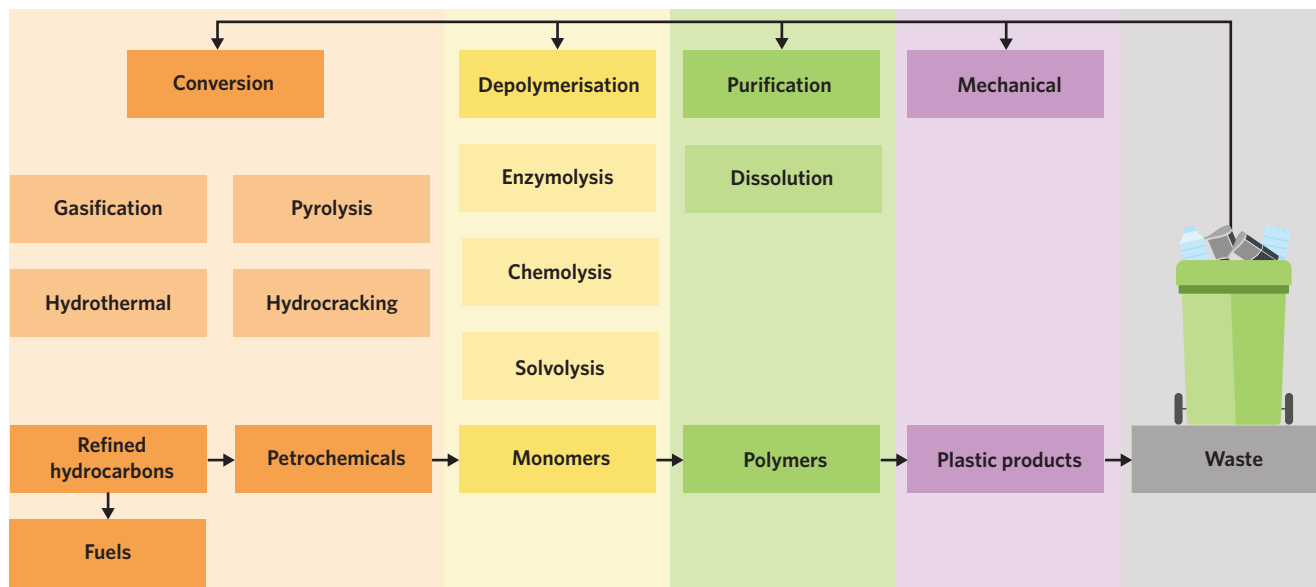 Conversion
Depolymerisation
Purification
Mechanical
Enzymolysis
Dissolution
Gasification
Pyrolysis
Chemolysis
Hydrothermal
Hydrocracking
Solvolysis
Refined
hydrocarbons
Petrochemicals
Monomers
Polymers
Plastic products
Waste
Fuels